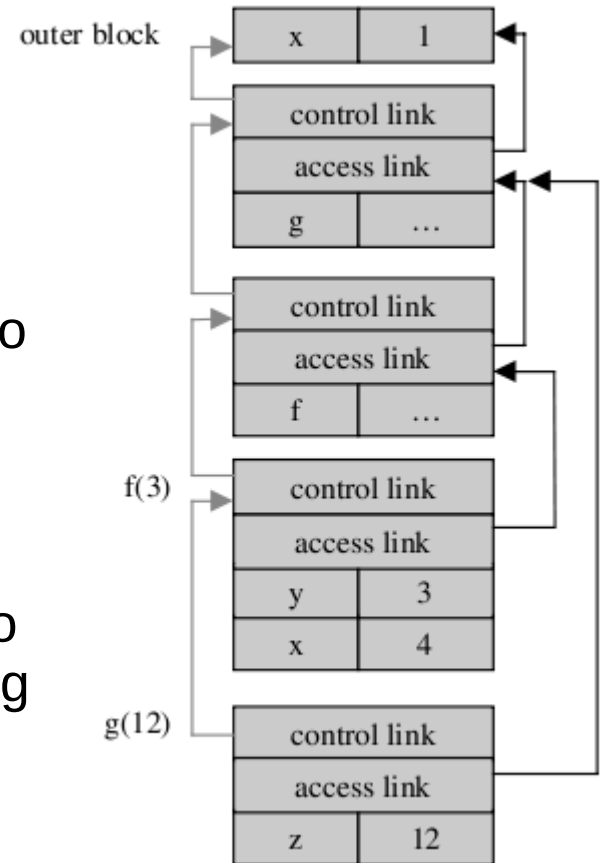 outer block
x 1
control link
access link
g ...
control link
access link
f ...
f(3)
control link
access link
y 3
x 4
g(12)
control link
access link
z 12
o
o
g